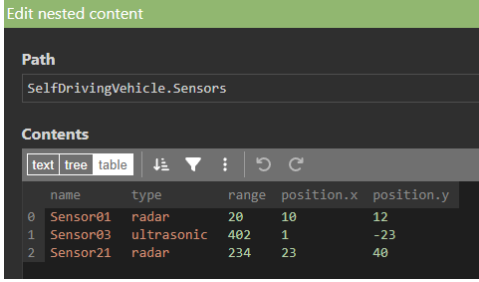 Edit nested content
Path
SelfDrivingVehicle.Sensors
Contents
text tree table
name type range position.x position.y
0 Sensor01 radar 20 10 12
1 Sensor03 ultrasonic 402 1 -23
2 Sensor21 radar 234 23 40